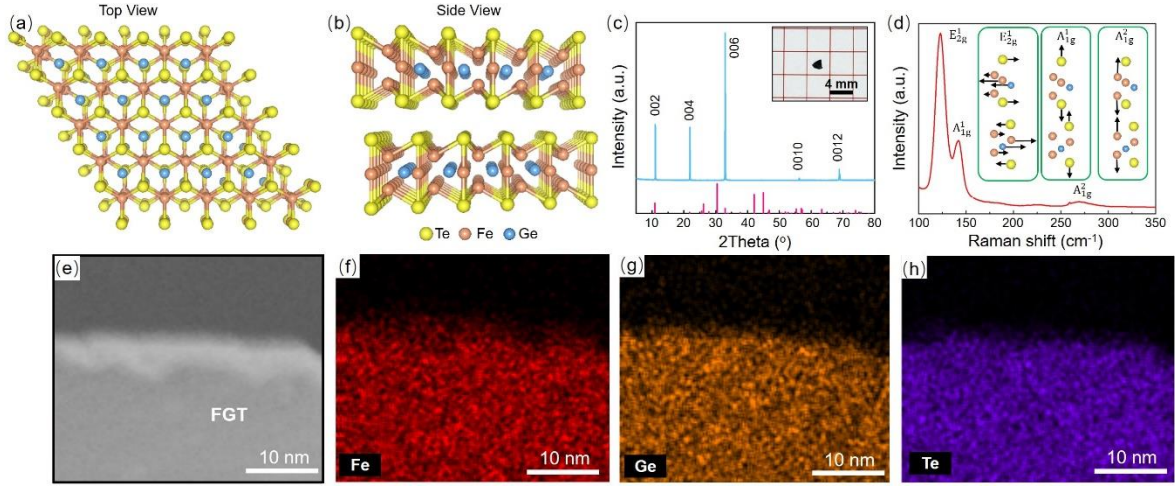 (a)
Top View
(b)
Side View
Te
Fe
Ge
(c)
Intensity (a.u.)
002
004
006
0010
0012
4 mm
10
20
30
40
50
60
70
80
2Theta (°)
(d)
Intensity (a.u.)
E¹₂g
A¹₁g
A²₁g
E¹₂g
A¹₁g
A²₁g
100
150
200
250
300
350
Raman shift (cm⁻¹)
(e)
FGT
10 nm
(f)
Fe
10 nm
(g)
Ge
10 nm
(h)
Te
10 nm